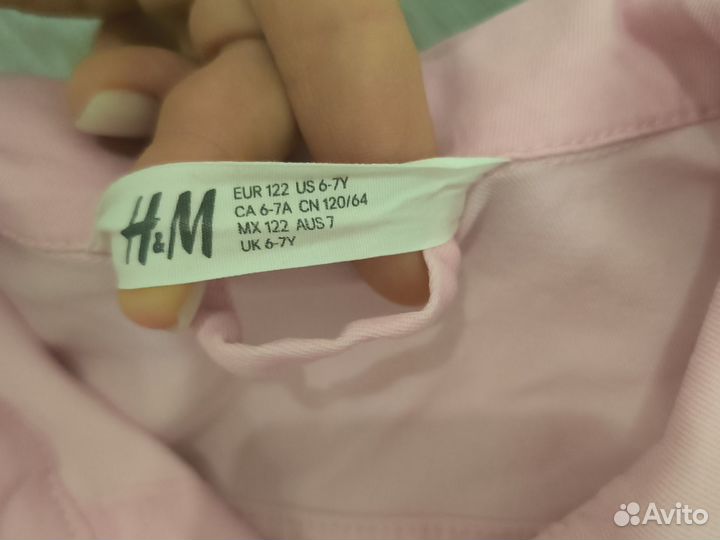 H&M
EUR 122 US 6-7Y
CA 6-7A CN 120/64
MX 122 AUS 7
UK 6-7Y
Avito